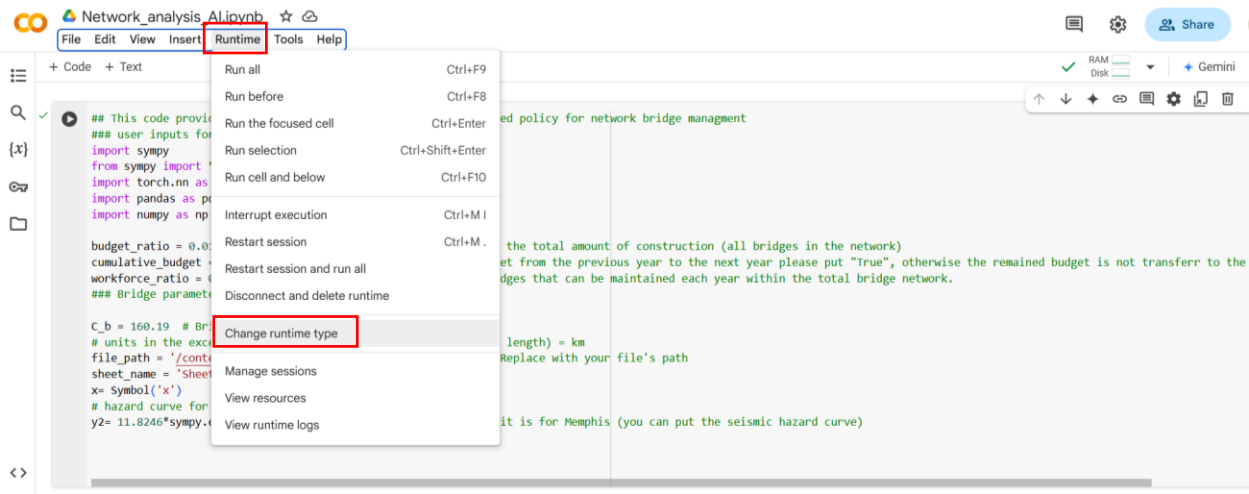 Network_analysis_AI.ipynb
File Edit View Insert Runtime Tools Help
Share
+ Code + Text
RAM
Disk
Gemini
Run all Ctrl+F9
Run before Ctrl+F8
Run the focused cell Ctrl+Enter
Run selection Ctrl+Shift+Enter
Run cell and below Ctrl+F10
Interrupt execution Ctrl+M I
Restart session Ctrl+M .
Restart session and run all
Disconnect and delete runtime
Change runtime type
Manage sessions
View resources
View runtime logs
{x}
## This code provid ed policy for network bridge managment
### user inputs for
import sympy
from sympy import
import torch.nn as
import pandas as pd
import numpy as np
budget_ratio = 0.01 the total amount of construction (all bridges in the network)
cumulative_budget = et from the previous year to the next year please put "True", otherwise the remained budget is not transferr to the
workforce_ratio = dges that can be maintained each year within the total bridge network.
### Bridge paramete
C_b = 160.19 # Bri length) = km
# units in the exce
file_path = '/conte Replace with your file's path
sheet_name = 'Sheet
x= Symbol('x')
# hazard curve for
y2= 11.8246*sympy.e it is for Memphis (you can put the seismic hazard curve)
<>